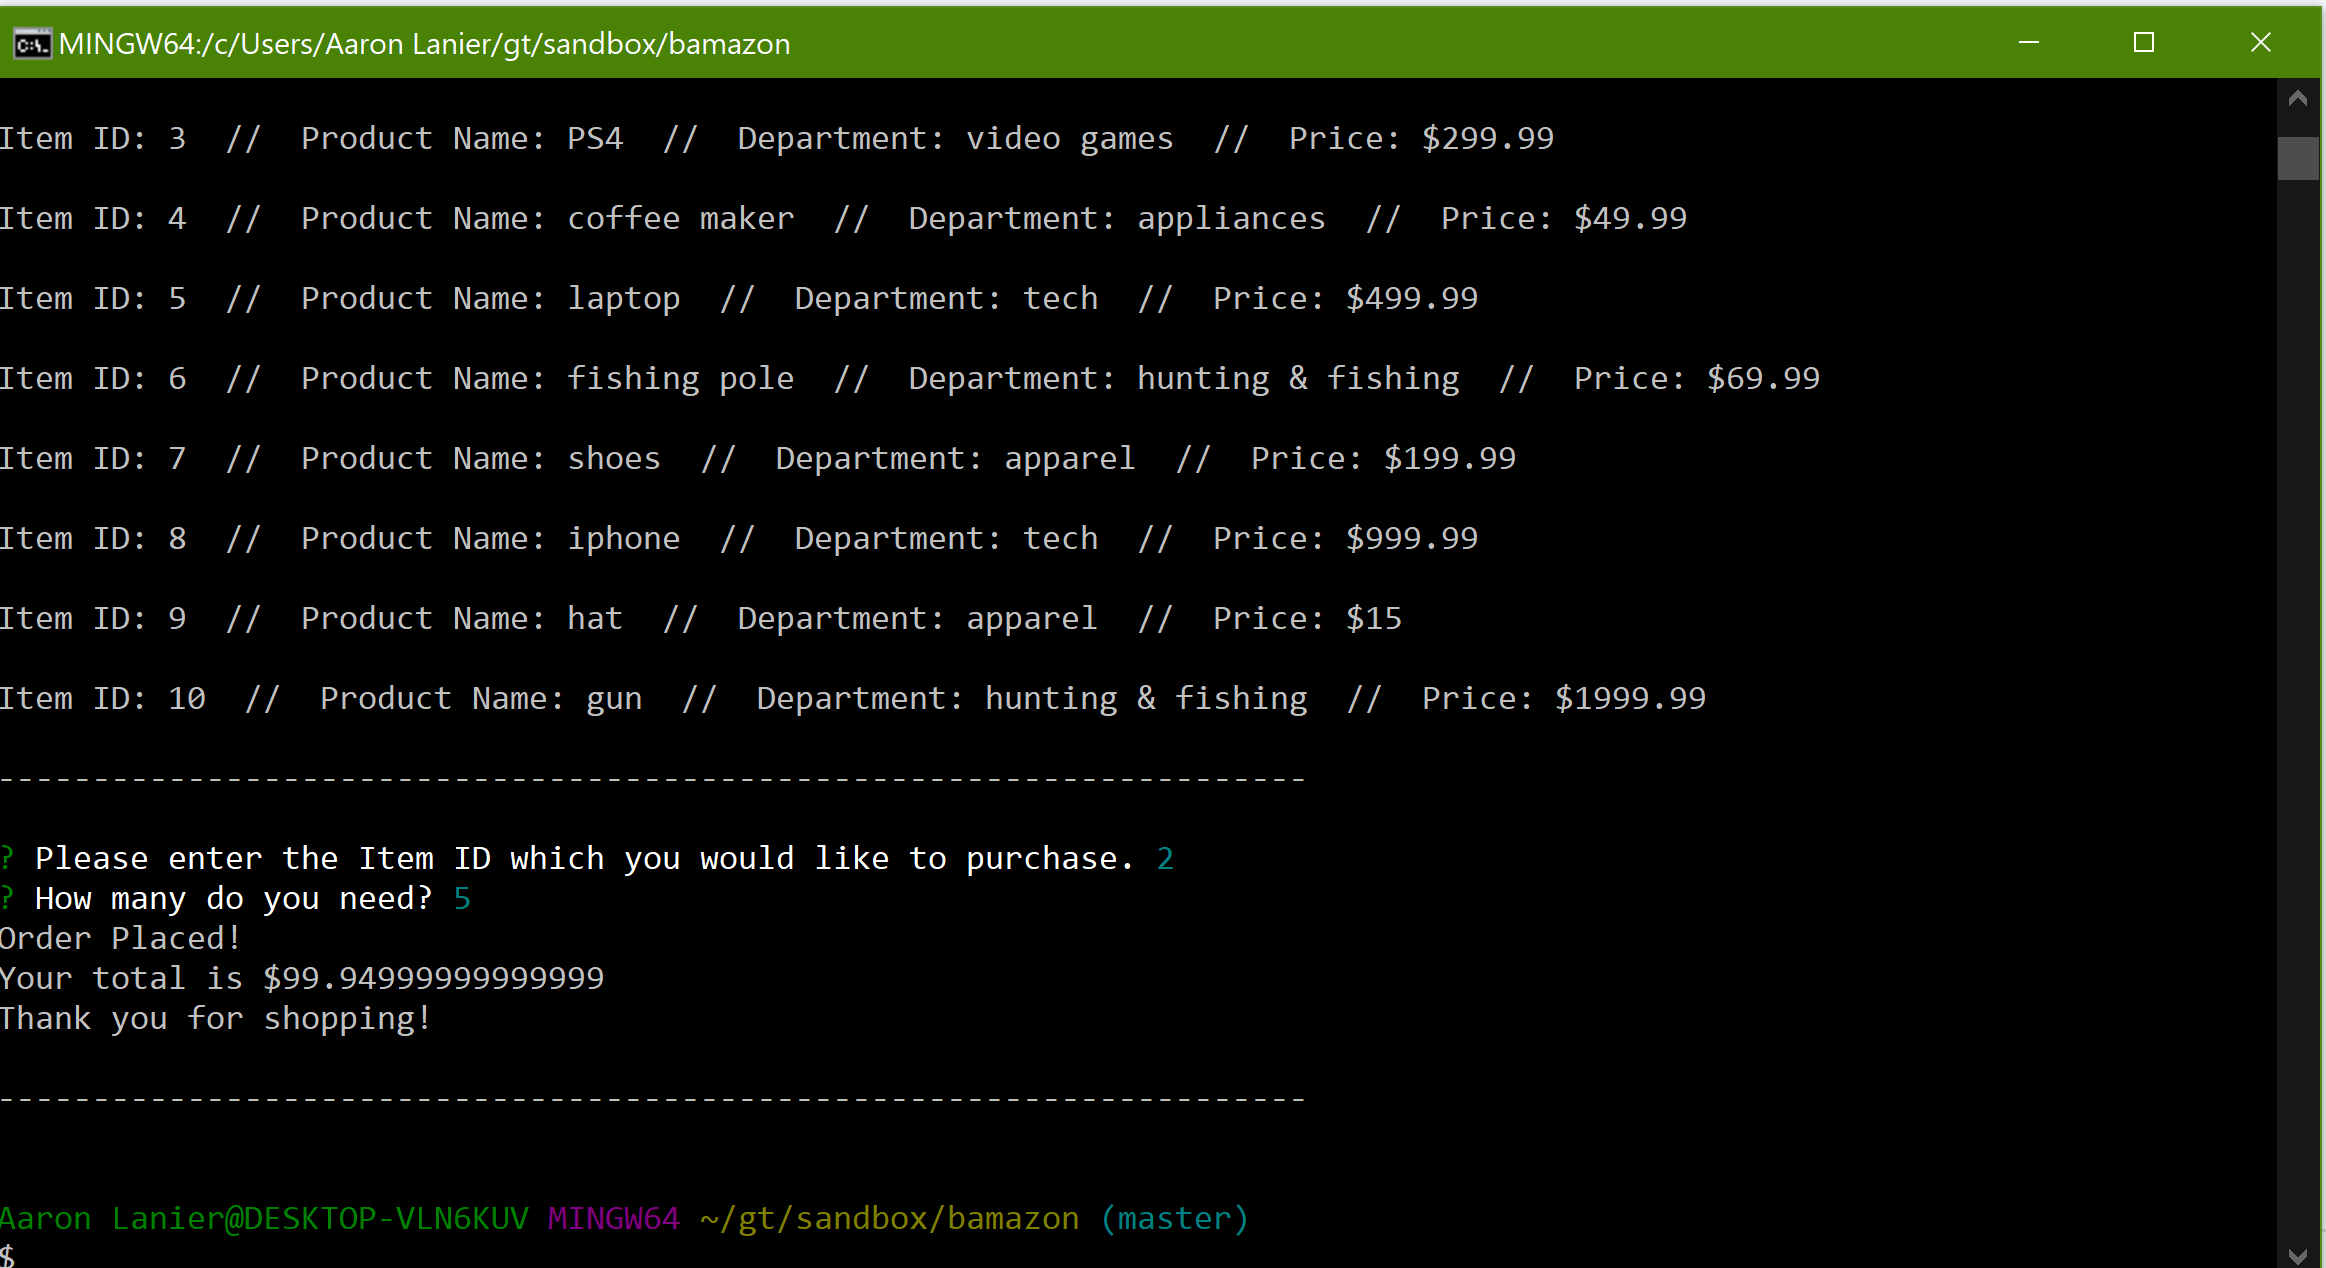 MINGW64:/c/Users/Aaron Lanier/gt/sandbox/bamazon
Item ID: 3  //  Product Name: PS4  //  Department: video games  //  Price: $299.99
Item ID: 4  //  Product Name: coffee maker  //  Department: appliances  //  Price: $49.99
Item ID: 5  //  Product Name: laptop  //  Department: tech  //  Price: $499.99
Item ID: 6  //  Product Name: fishing pole  //  Department: hunting & fishing  //  Price: $69.99
Item ID: 7  //  Product Name: shoes  //  Department: apparel  //  Price: $199.99
Item ID: 8  //  Product Name: iphone  //  Department: tech  //  Price: $999.99
Item ID: 9  //  Product Name: hat  //  Department: apparel  //  Price: $15
Item ID: 10  //  Product Name: gun  //  Department: hunting & fishing  //  Price: $1999.99
---------------------------------------------------------------------
? Please enter the Item ID which you would like to purchase. 2
? How many do you need? 5
Order Placed!
Your total is $99.94999999999999
Thank you for shopping!
---------------------------------------------------------------------
Aaron Lanier@DESKTOP-VLN6KUV MINGW64 ~/gt/sandbox/bamazon (master)
$